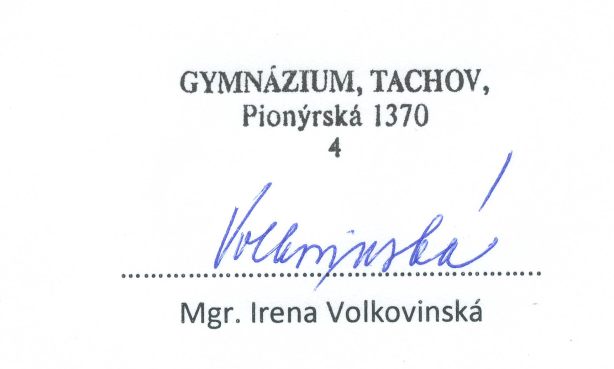 GYMNÁZIUM, TACHOV,
Pionýrská 1370
4
Volkovinská
Mgr. Irena Volkovinská